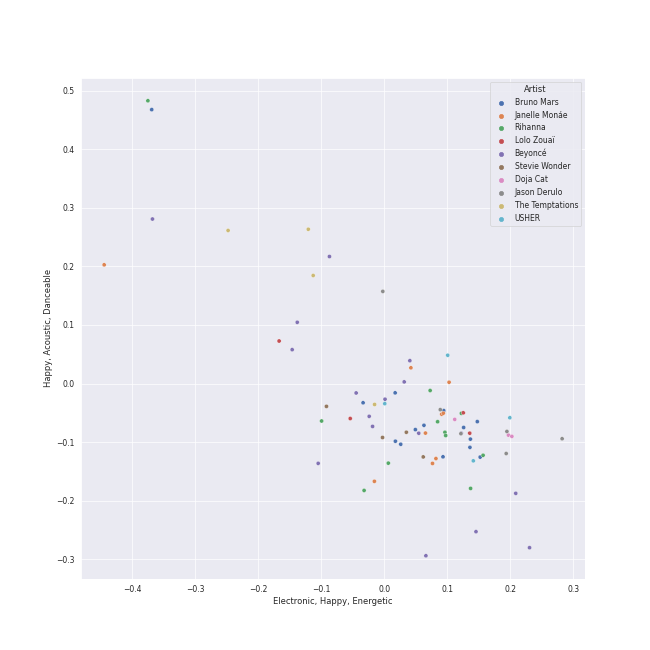 Artist
Bruno Mars
Janelle Monáe
Rihanna
Lolo Zouaï
Beyoncé
Stevie Wonder
Doja Cat
Jason Derulo
The Temptations
USHER
0.5
0.4
0.3
0.2
0.1
0.0
−0.1
−0.2
−0.3
Happy, Acoustic, Danceable
−0.4 −0.3 −0.2 −0.1 0.0 0.1 0.2 0.3
Electronic, Happy, Energetic